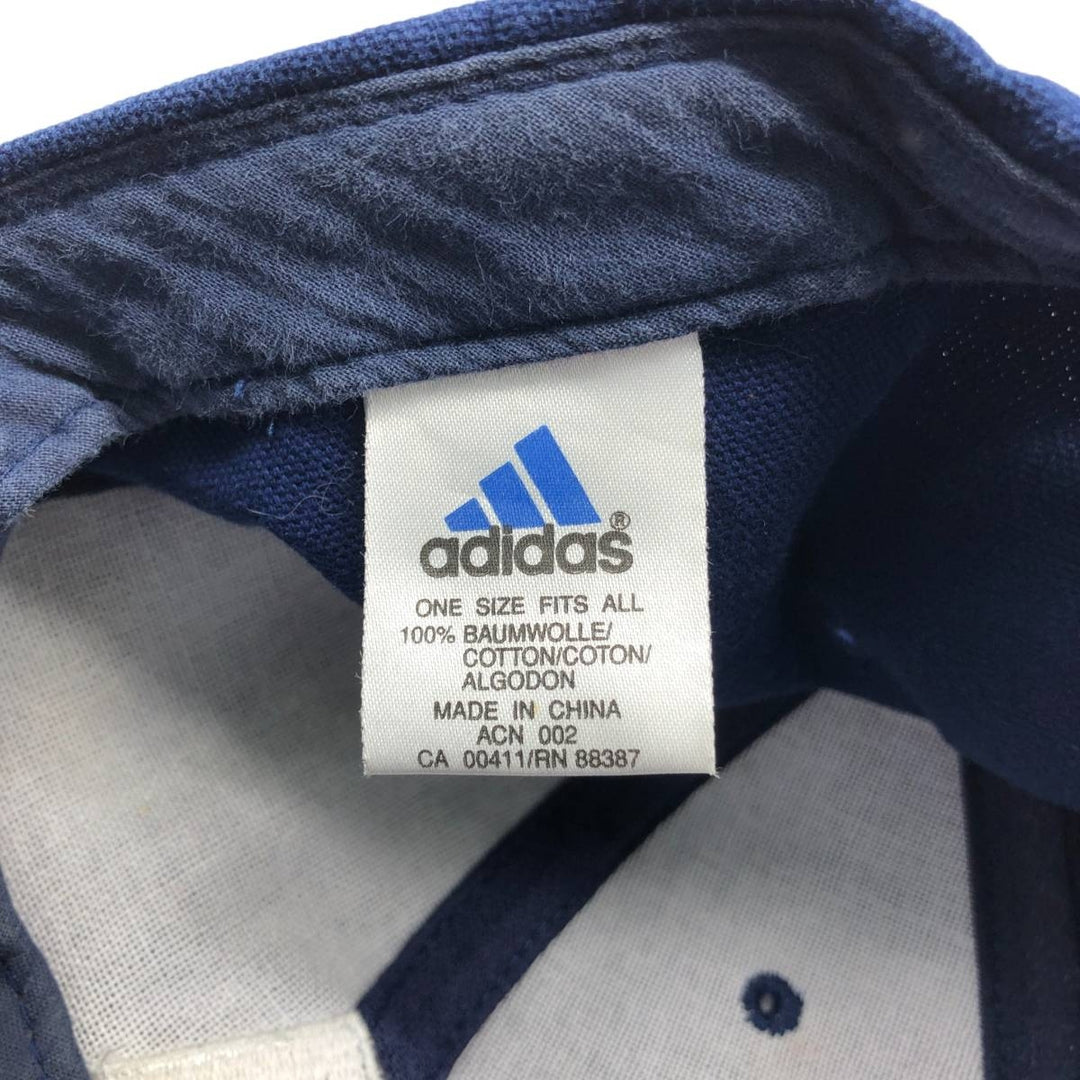 adidas®
ONE SIZE FITS ALL
100% BAUMWOLLE/
COTTON/COTON/
ALGODON
MADE IN CHINA
ACN 002
CA 00411/RN 88387